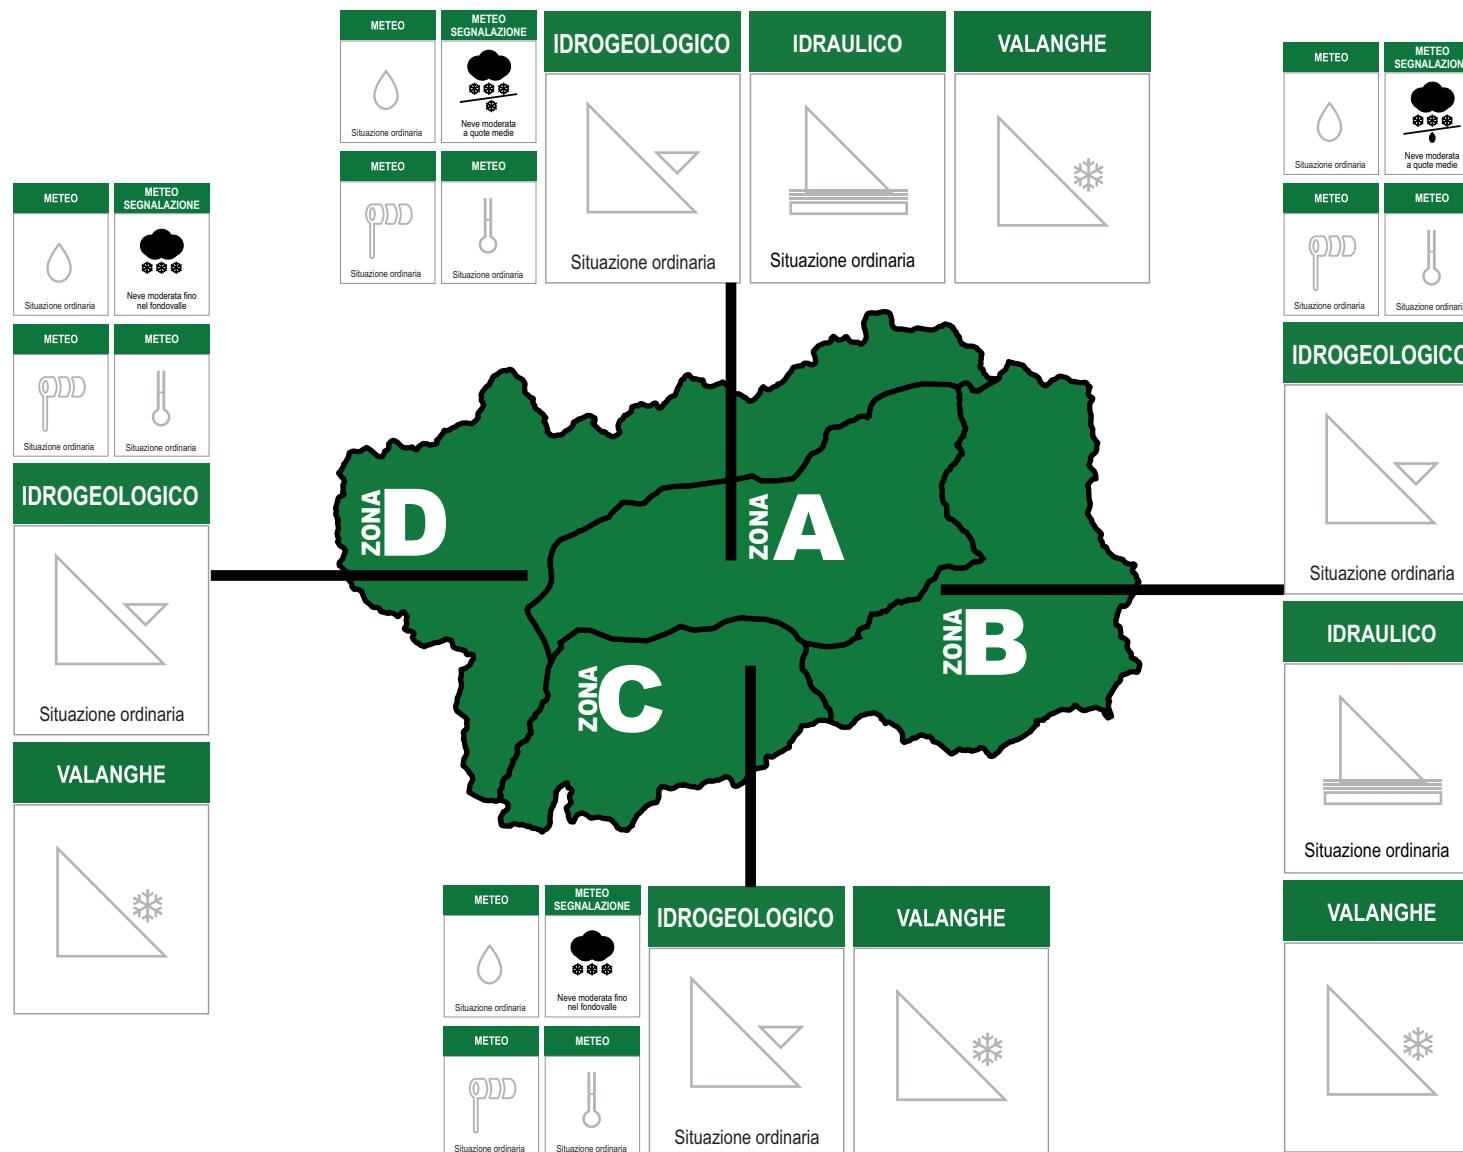 METEO
METEO
SEGNALAZIONE
Situazione ordinaria
Neve moderata
a quote medie
METEO
METEO
Situazione ordinaria
Situazione ordinaria
IDROGEOLOGICO
Situazione ordinaria
IDRAULICO
Situazione ordinaria
VALANGHE
METEO
METEO
SEGNALAZION
Situazione ordinaria
Neve moderata
a quote medie
METEO
METEO
Situazione ordinaria
Situazione ordinari
IDROGEOLOGICO
Situazione ordinaria
IDRAULICO
Situazione ordinaria
VALANGHE
METEO
METEO
SEGNALAZIONE
Situazione ordinaria
Neve moderata fino
nel fondovalle
METEO
METEO
Situazione ordinaria
Situazione ordinaria
IDROGEOLOGICO
Situazione ordinaria
VALANGHE
ZONA D
ZONA A
ZONA B
ZONA C
METEO
METEO
SEGNALAZIONE
Situazione ordinaria
Neve moderata fino
nel fondovalle
METEO
METEO
Situazione ordinaria
Situazione ordinaria
IDROGEOLOGICO
Situazione ordinaria
VALANGHE